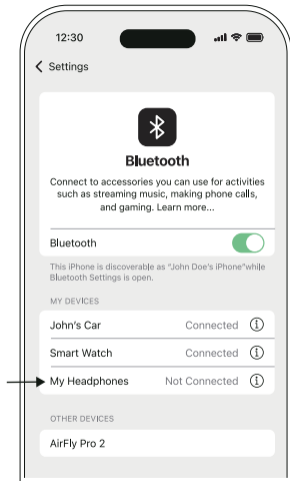 12:30
Settings
Bluetooth
Connect to accessories you can use for activities
such as streaming music, making phone calls,
and gaming. Learn more...
Bluetooth
This iPhone is discoverable as "John Doe's iPhone"while
Bluetooth Settings is open.
MY DEVICES
John's Car Connected
Smart Watch Connected
My Headphones Not Connected
OTHER DEVICES
AirFly Pro 2